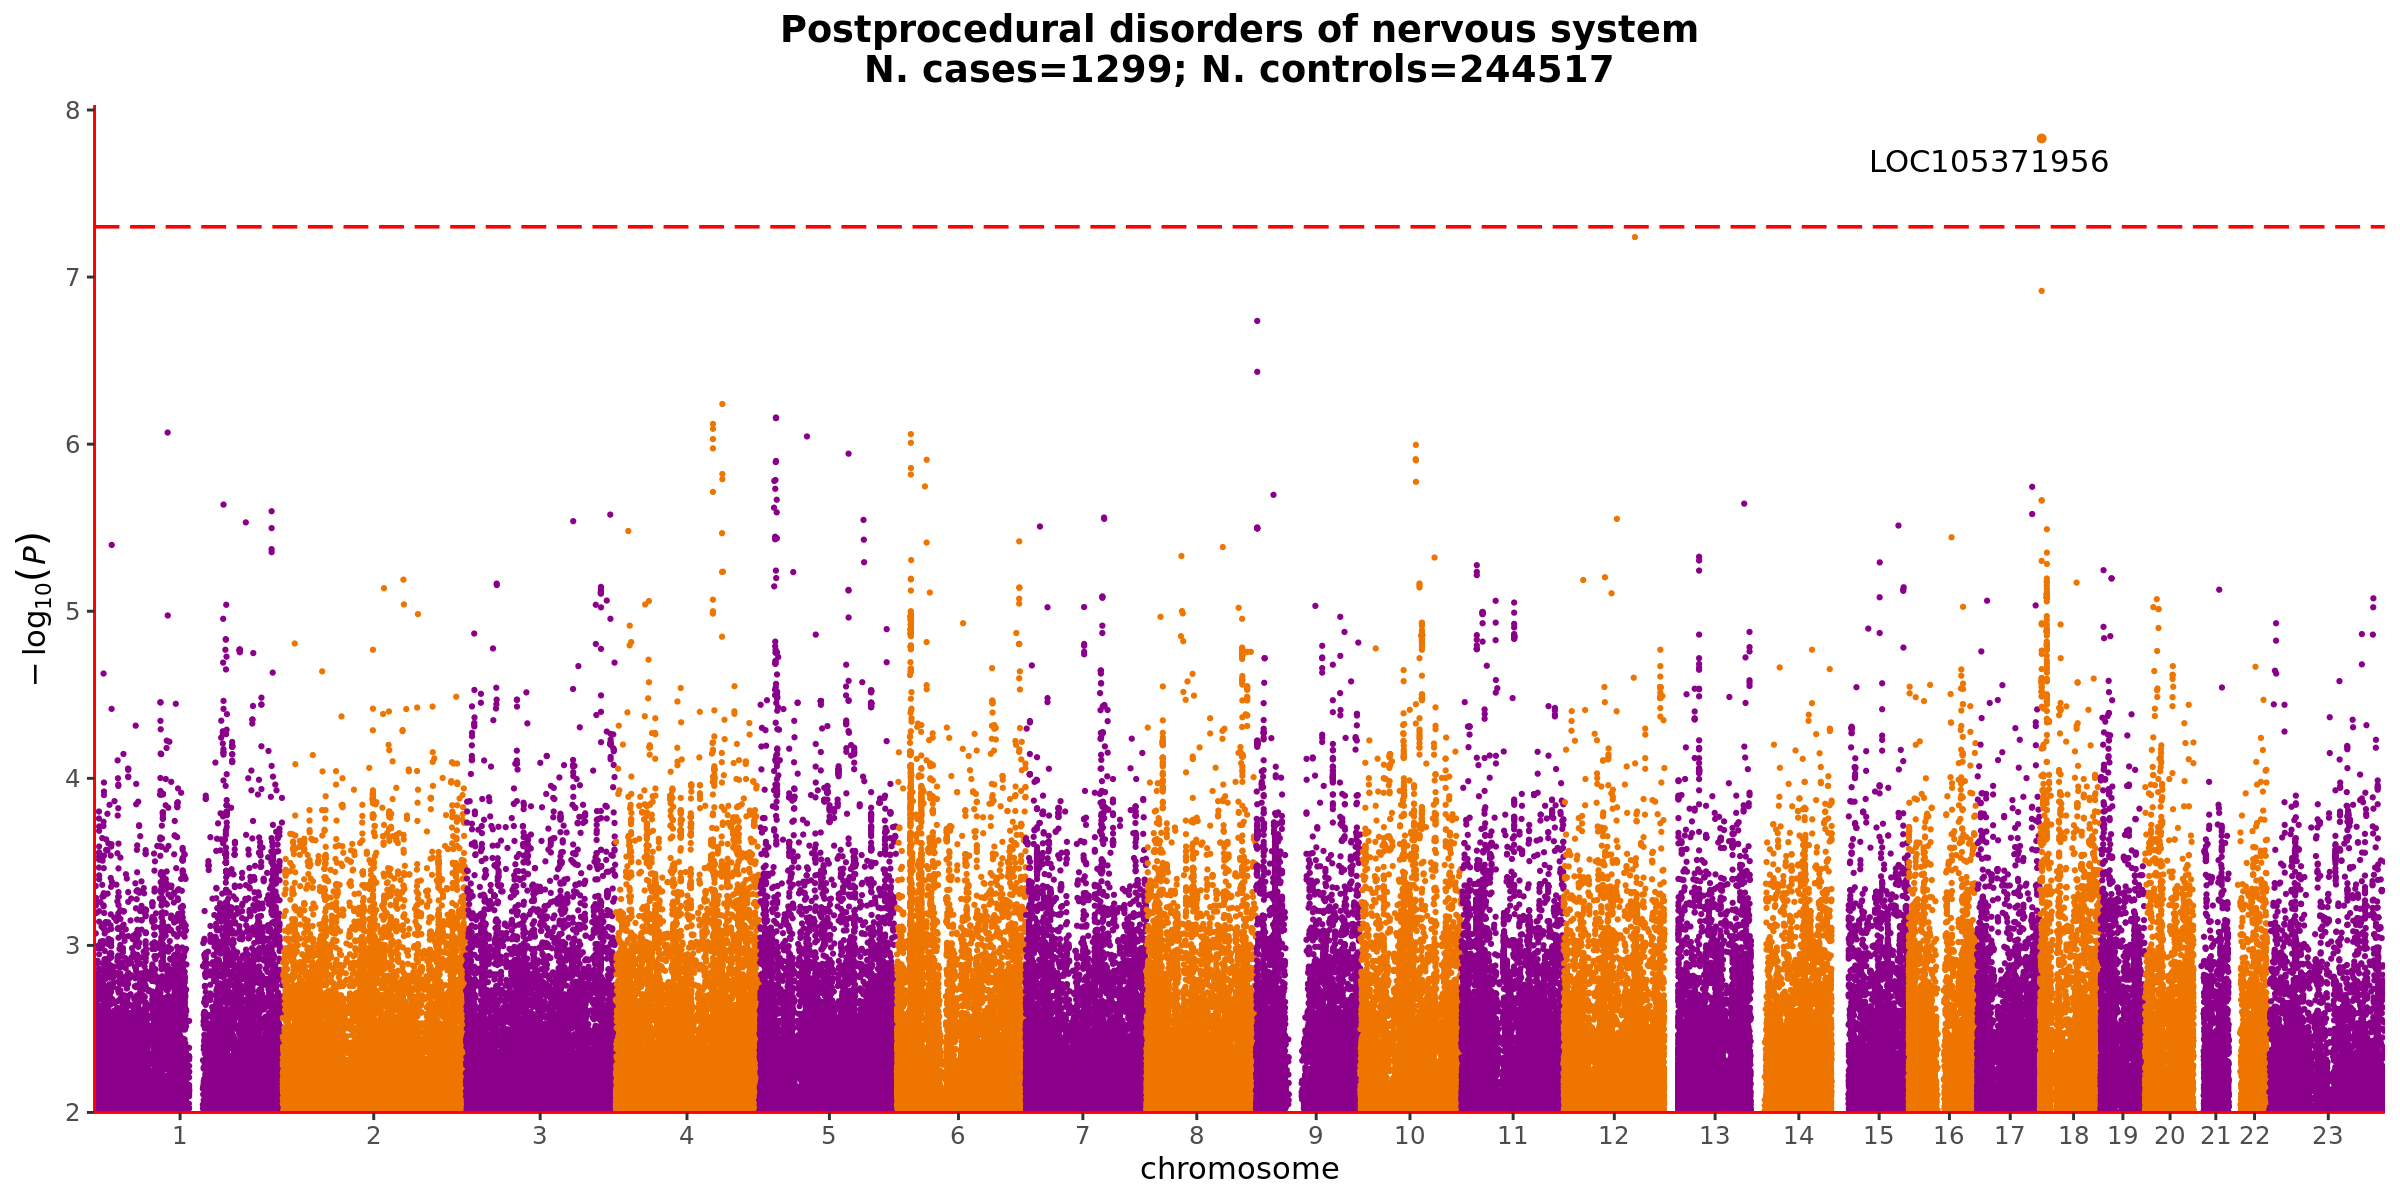 Postprocedural disorders of nervous system
N. cases=1299; N. controls=244517
8
7
6
5
4
3
2
− log10(P)
LOC105371956
1 2 3 4 5 6 7 8 9 10 11 12 13 14 15 16 17 18 19 20 21 22 23
chromosome